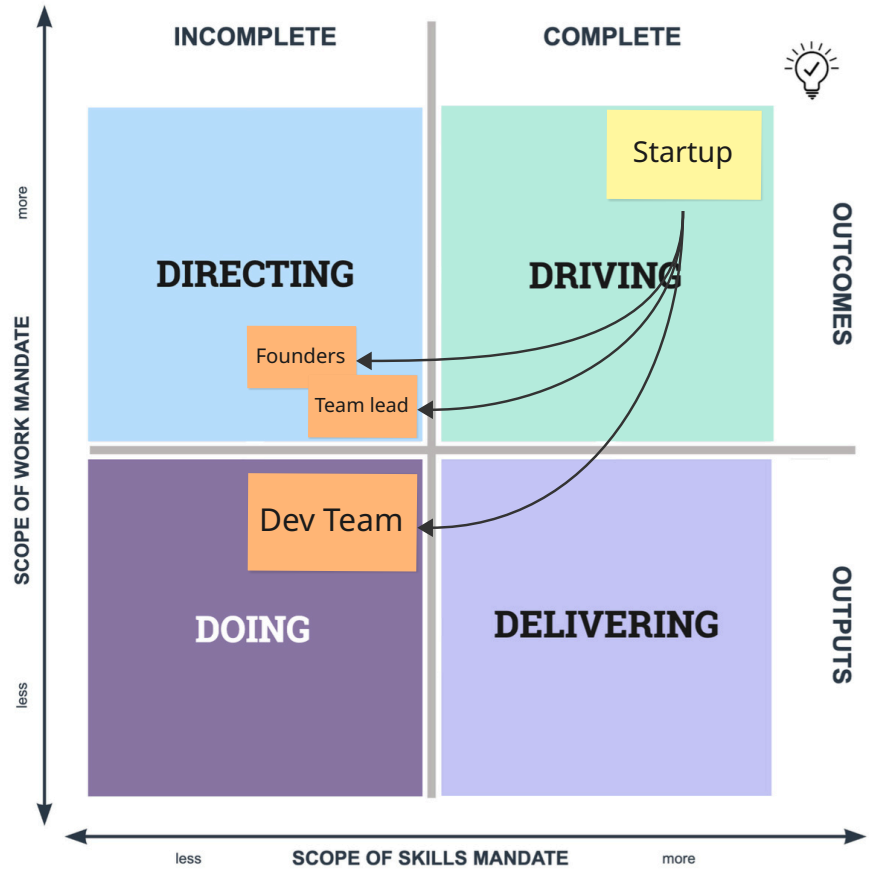 INCOMPLETE
COMPLETE
Startup
DIRECTING
DRIVING
Founders
Team lead
Dev Team
DOING
DELIVERING
OUTCOMES
OUTPUTS
more
SCOPE OF WORK MANDATE
less
less
SCOPE OF SKILLS MANDATE
more